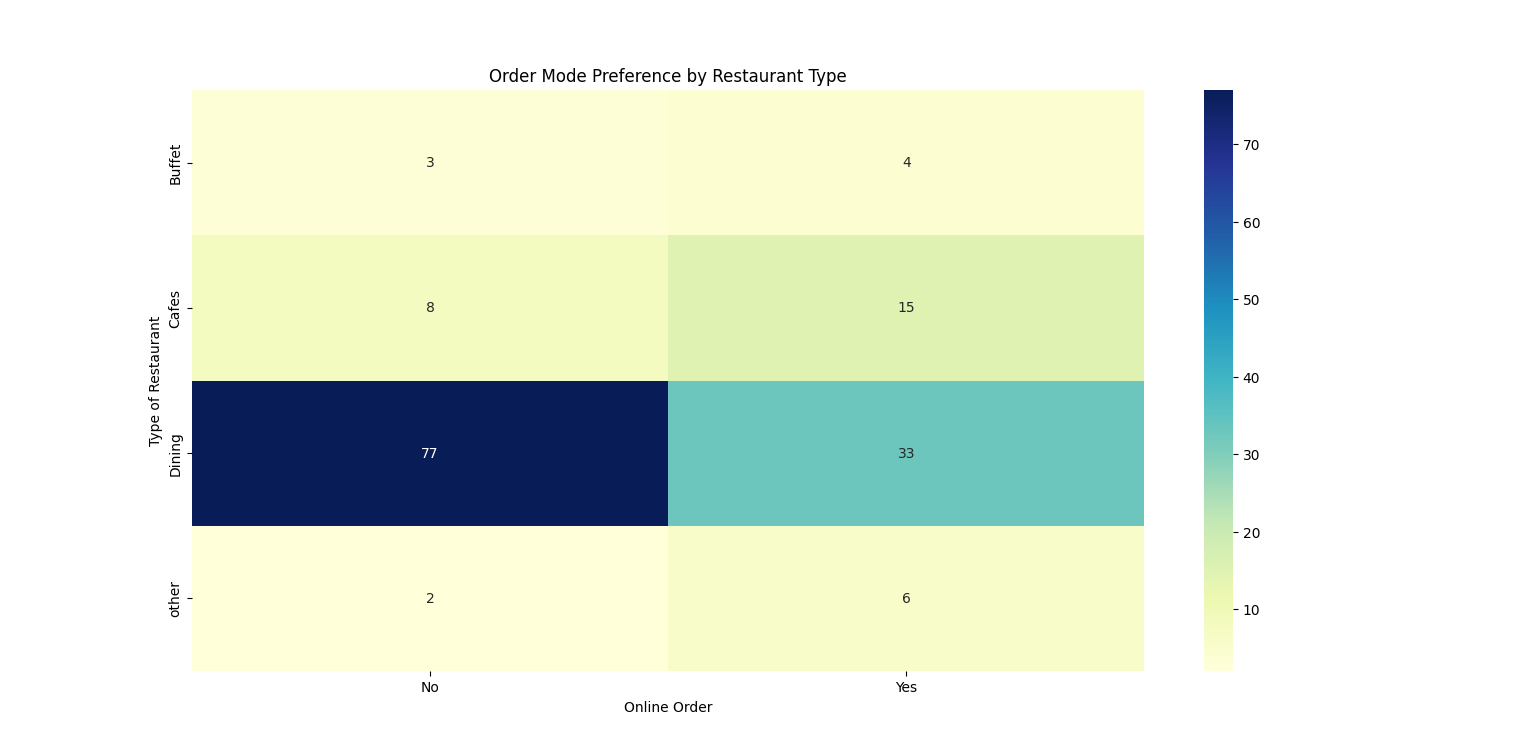 Order Mode Preference by Restaurant Type
Type of Restaurant
Buffet
3
4
Cafes
8
15
Dining
77
33
other
2
6
No
Yes
Online Order
70
60
50
40
30
20
10